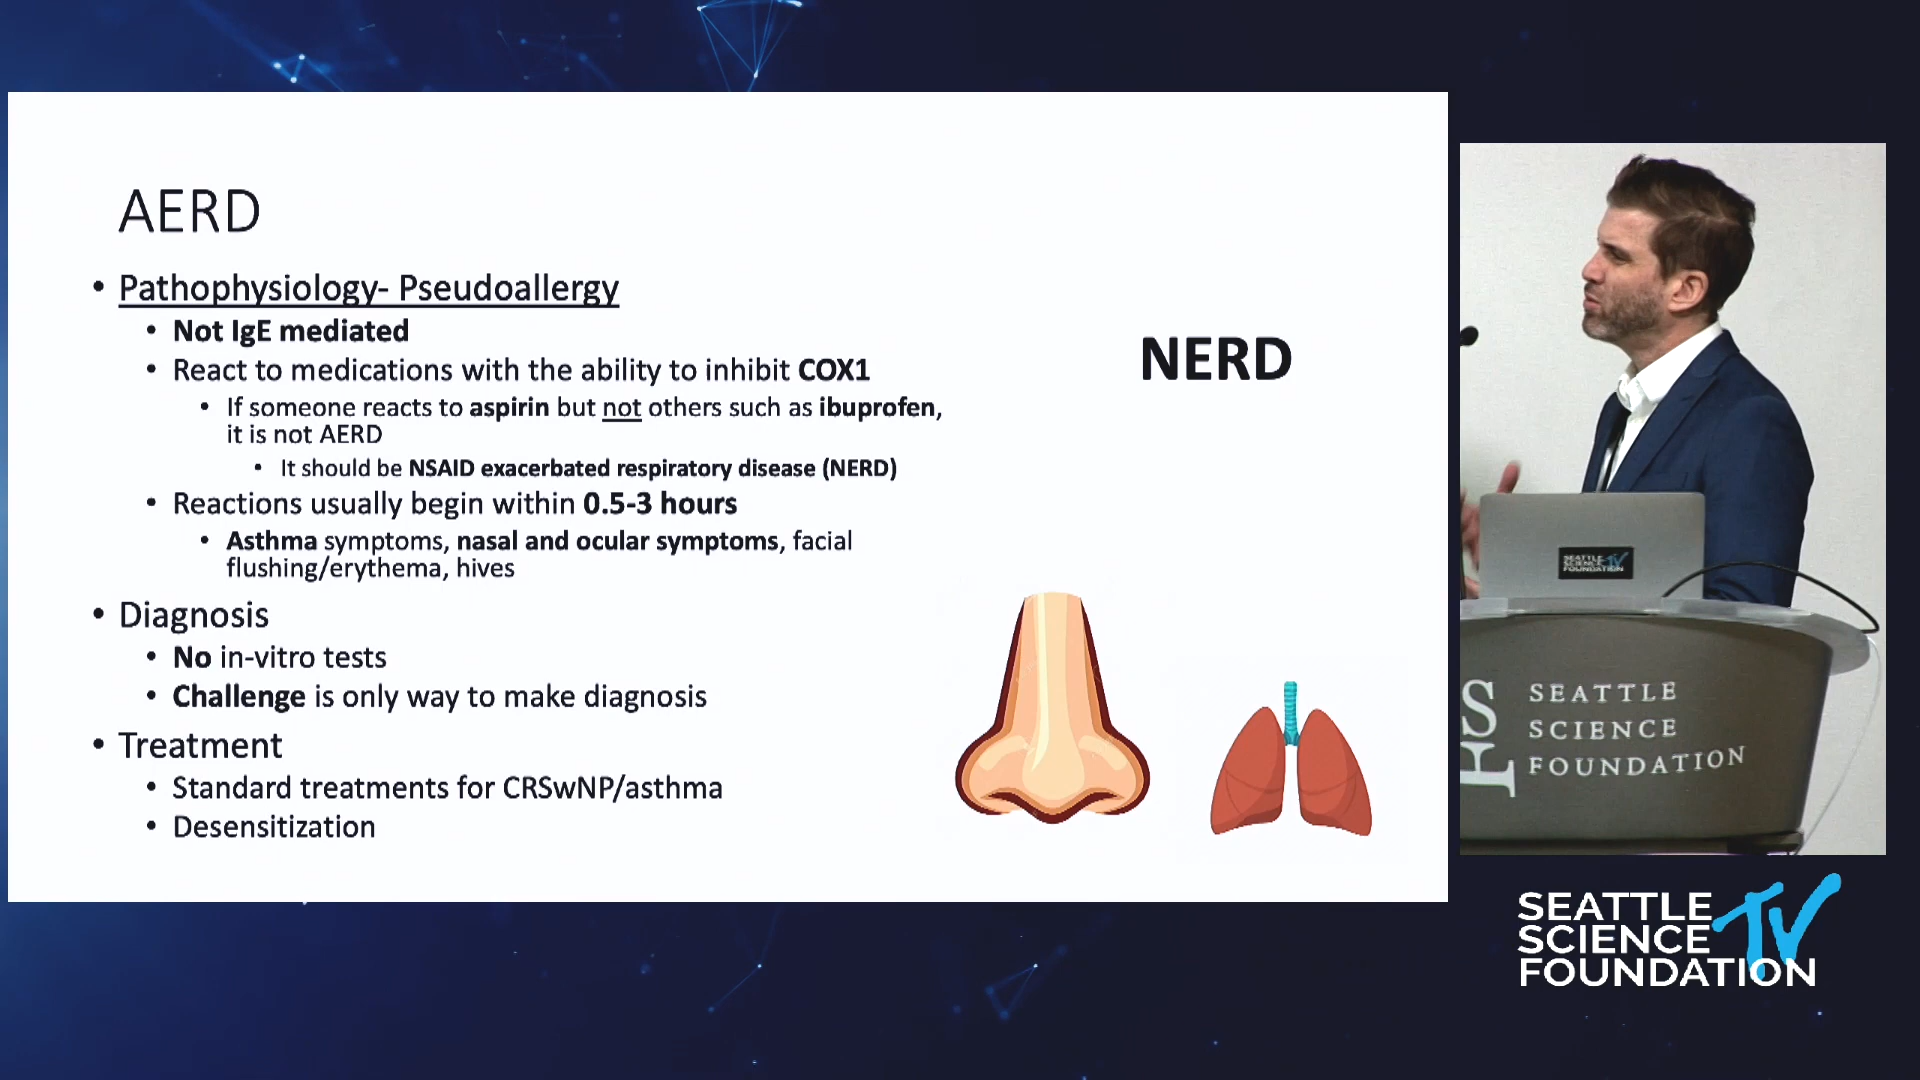 AERD
• Pathophysiology- Pseudoallergy
• Not IgE mediated
• React to medications with the ability to inhibit COX1
• If someone reacts to aspirin but not others such as ibuprofen,
it is not AERD
• It should be NSAID exacerbated respiratory disease (NERD)
• Reactions usually begin within 0.5-3 hours
• Asthma symptoms, nasal and ocular symptoms, facial
flushing/erythema, hives
• Diagnosis
• No in-vitro tests
• Challenge is only way to make diagnosis
• Treatment
• Standard treatments for CRSwNP/asthma
• Desensitization
NERD
SEATTLE
SCIENCE
FOUNDATION
SEATTLE
SCIENCE
FOUNDATION
SEATTLE
SCIENCE
FOUNDATION
TV